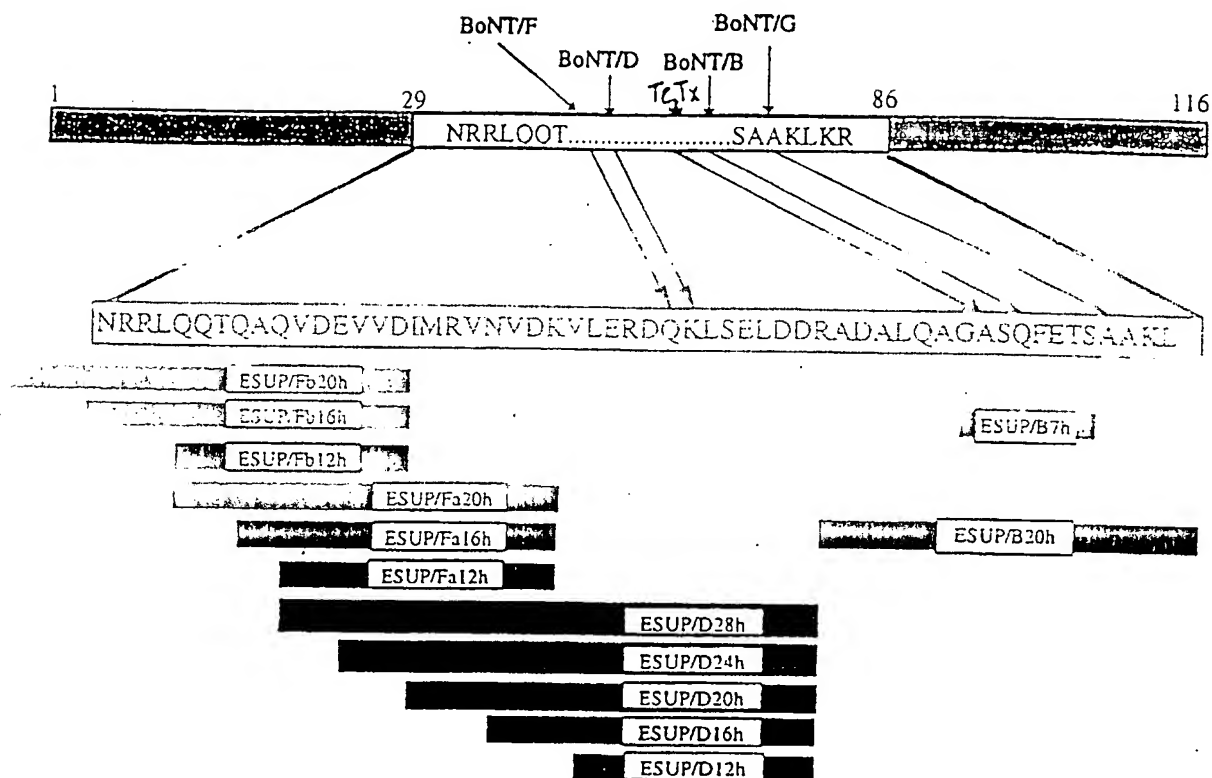 BoNT/F
BoNT/G
BoNT/D
BoNT/B
TeTx
1
29
86
116
NRRLOOT......................SAAKLKR
NRRLQQTQAQVDEVVDIMRVNVDKVLERDQKLSELDDRADALQAGASQFETSAAKL
ESUP/Fb20h
ESUP/Fb16h
ESUP/B7h
ESUP/Fb12h
ESUP/Fa20h
ESUP/Fa16h
ESUP/B20h
ESUP/Fa12h
ESUP/D28h
ESUP/D24h
ESUP/D20h
ESUP/D16h
ESUP/D12h